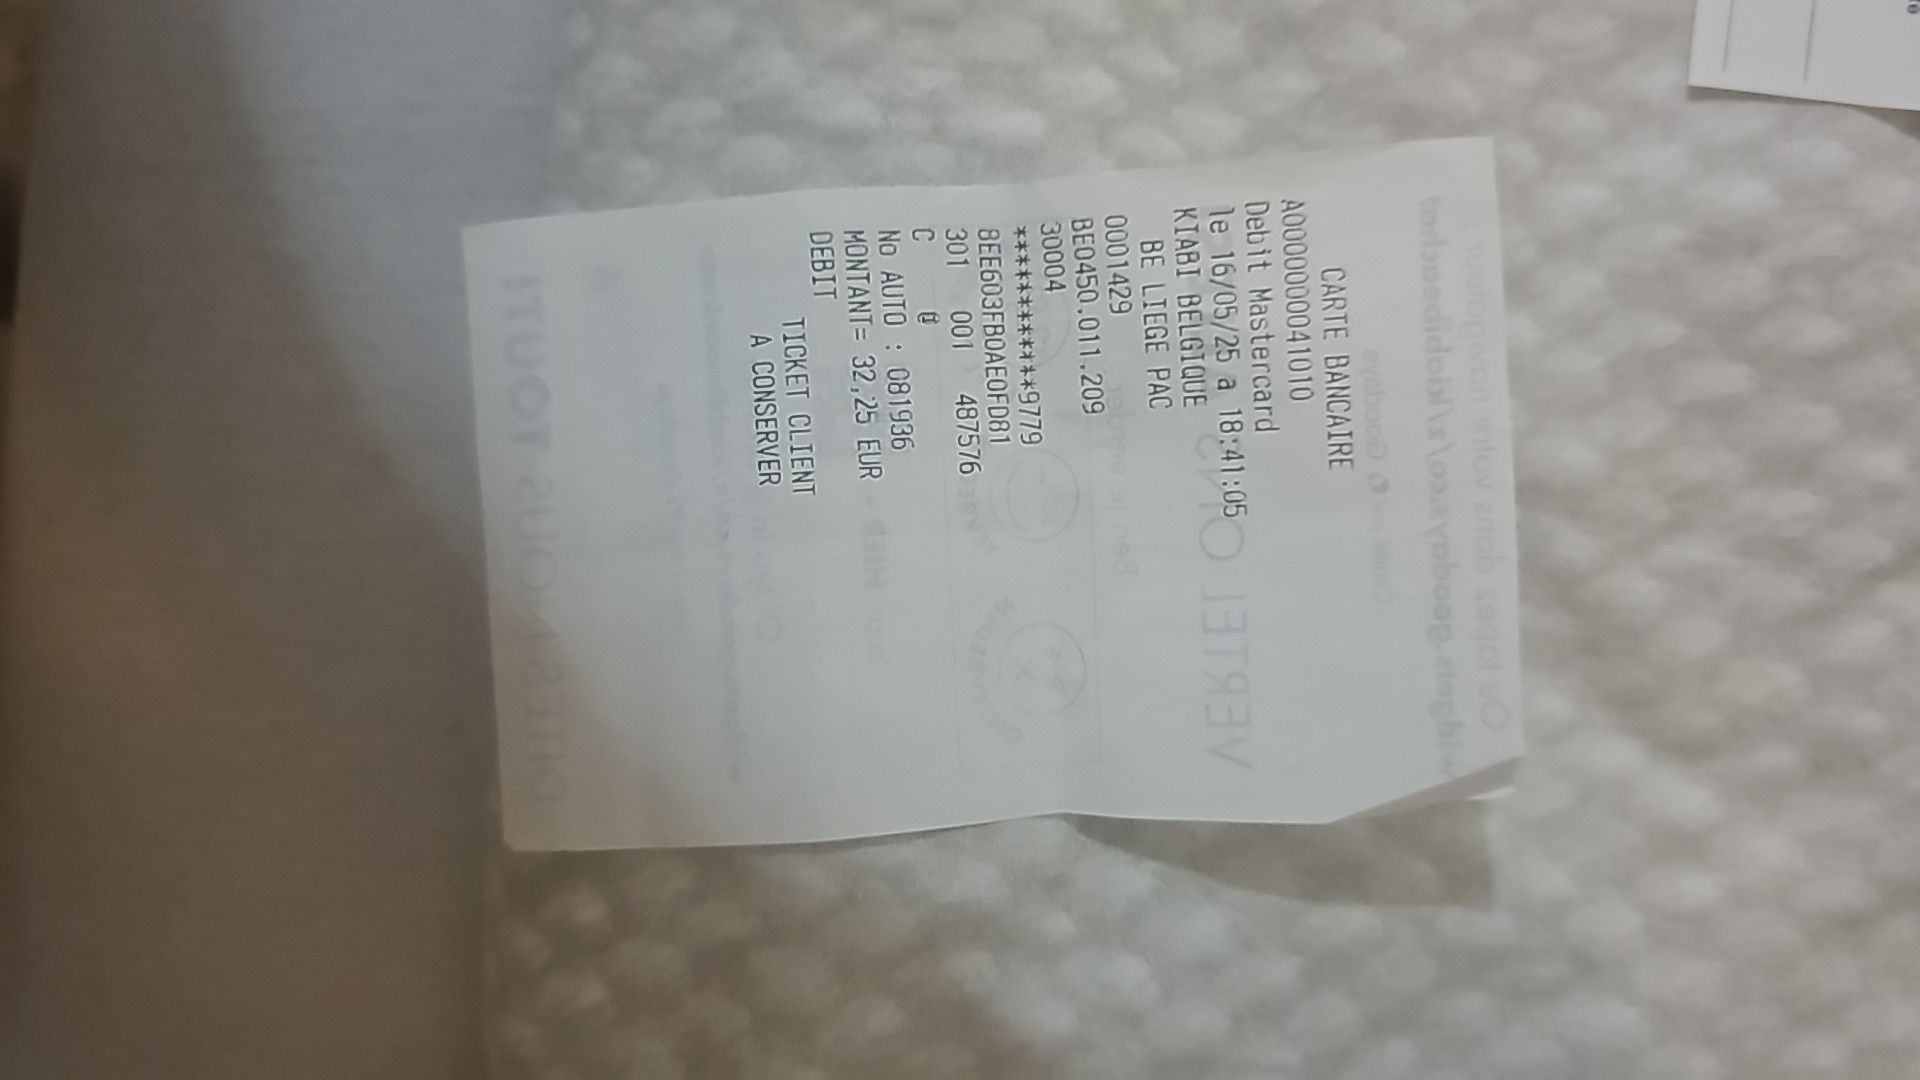 CARTE BANCAIRE
A0000000041010
Debit Mastercard
le 16/05/25 a 18:41:05
KIABI BELGIQUE
BE LIEGE PAC
0001429
BE0450.011.209
30004
************9779
8EE603FB0AE0FD81
301 001 487576
C @
No AUTO : 081936
MONTANT= 32,25 EUR
DEBIT
TICKET CLIENT
A CONSERVER